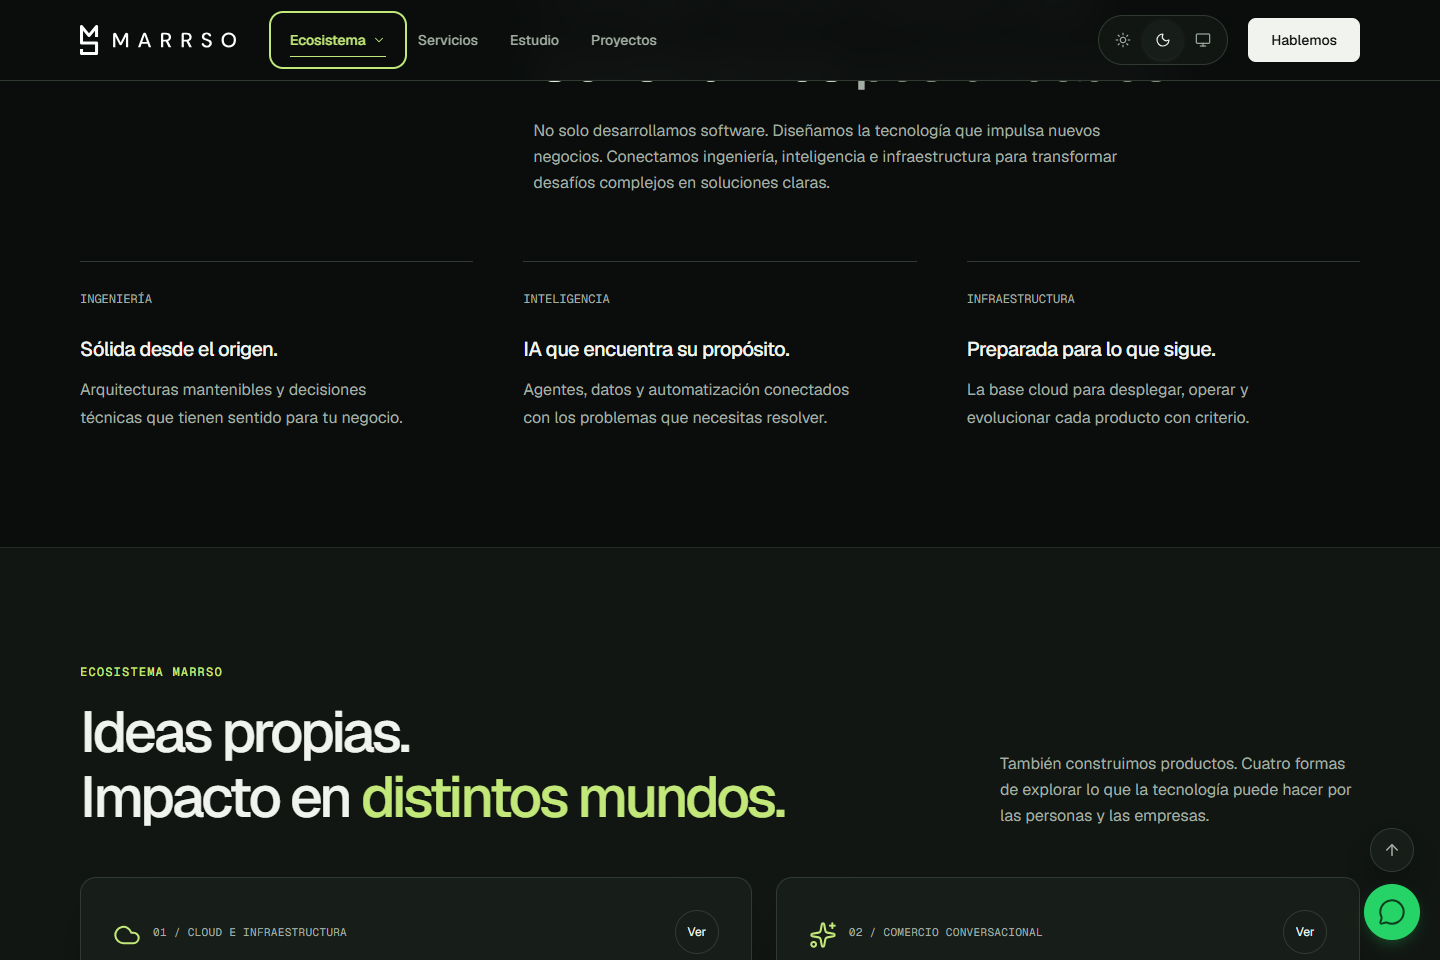 MARRSO
Ecosistema
Servicios
Estudio
Proyectos
Hablemos
No solo desarrollamos software. Diseñamos la tecnología que impulsa nuevos
negocios. Conectamos ingeniería, inteligencia e infraestructura para transformar
desafíos complejos en soluciones claras.
INGENIERÍA
Sólida desde el origen.
Arquitecturas mantenibles y decisiones
técnicas que tienen sentido para tu negocio.
INTELIGENCIA
IA que encuentra su propósito.
Agentes, datos y automatización conectados
con los problemas que necesitas resolver.
INFRAESTRUCTURA
Preparada para lo que sigue.
La base cloud para desplegar, operar y
evolucionar cada producto con criterio.
ECOSISTEMA MARRSO
Ideas propias.
Impacto en distintos mundos.
También construimos productos. Cuatro formas
de explorar lo que la tecnología puede hacer por
las personas y las empresas.
01 / CLOUD E INFRAESTRUCTURA
Ver
02 / COMERCIO CONVERSACIONAL
Ver